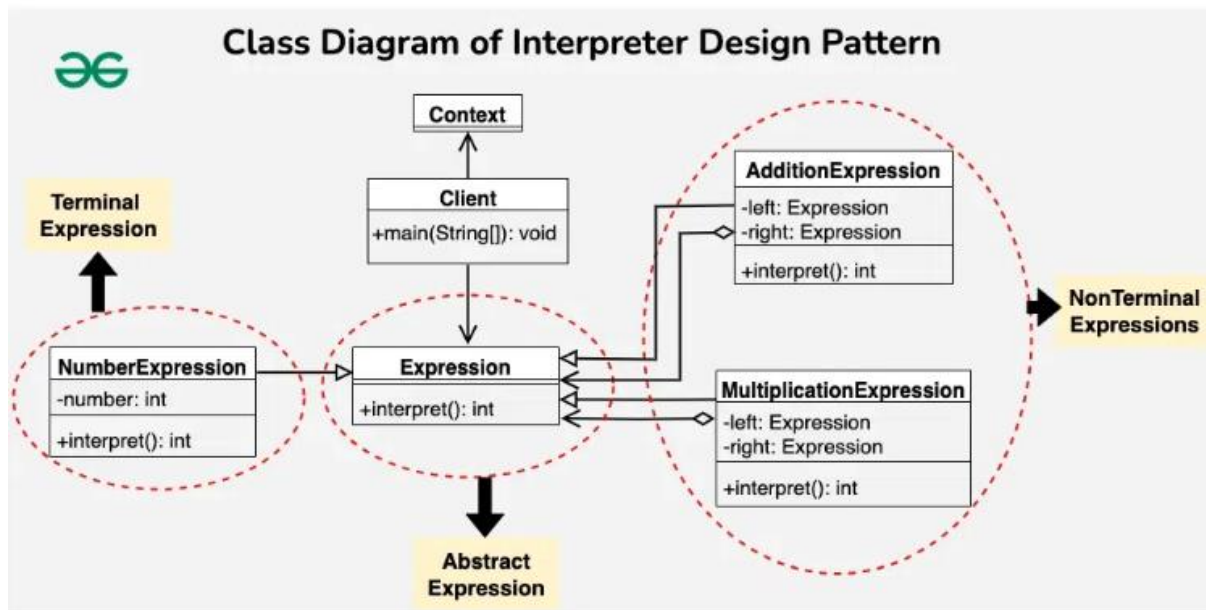 Class Diagram of Interpreter Design Pattern
Context
Client
+main(String[]): void
Terminal
Expression
NumberExpression
-number: int
+interpret(): int
Expression
+interpret(): int
Abstract
Expression
AdditionExpression
-left: Expression
-right: Expression
+interpret(): int
MultiplicationExpression
-left: Expression
-right: Expression
+interpret(): int
NonTerminal
Expressions